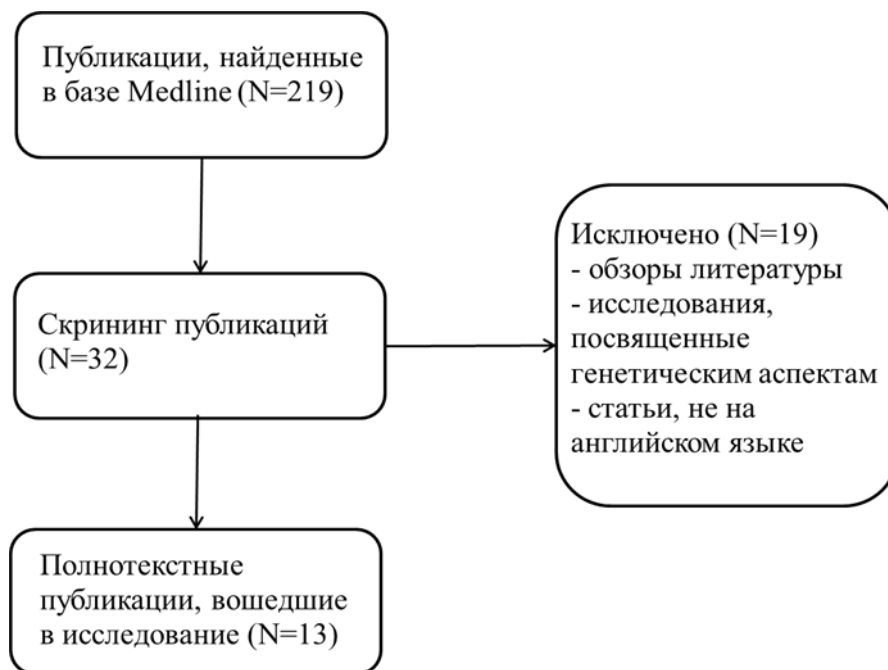 Публикации, найденные
в базе Medline (N=219)
Скрининг публикаций
(N=32)
Исключено (N=19)
- обзоры литературы
- исследования,
посвященные
генетическим аспектам
- статьи, не на
английском языке
Полнотекстные
публикации, вошедшие
в исследование (N=13)